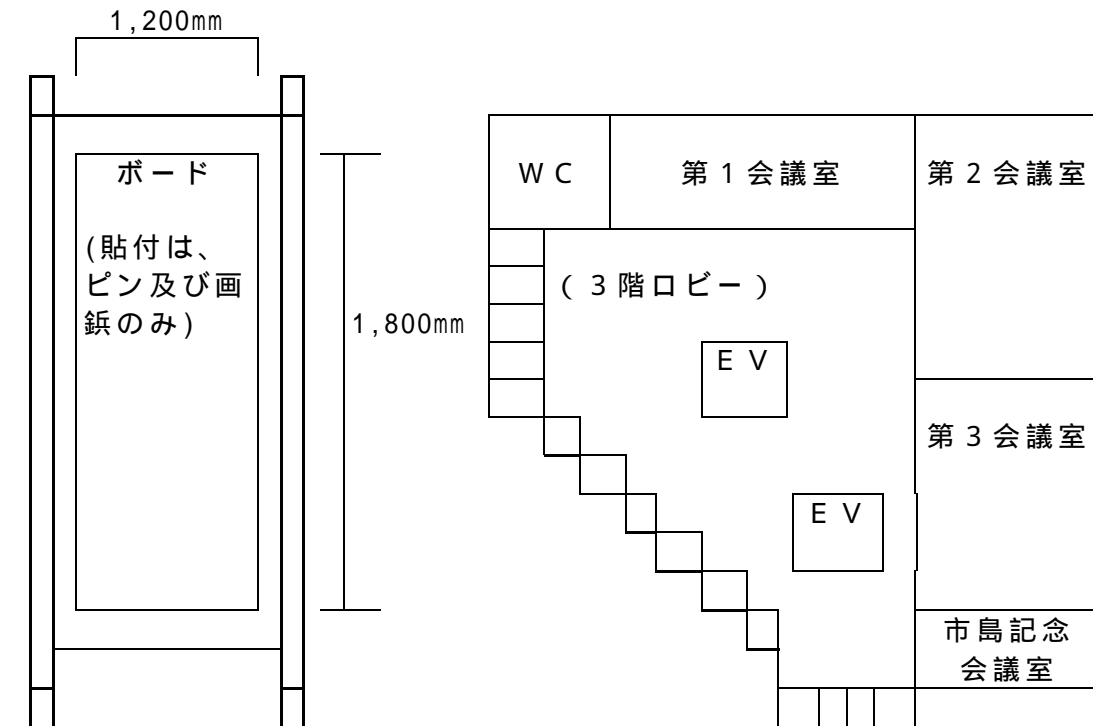 1,200mm
ボード
(貼付は、
ピン及び画
鋲のみ)
1,800mm
ＷＣ
第１会議室
第２会議室
(３階ロビー)
ＥＶ
第３会議室
ＥＶ
市島記念
会議室